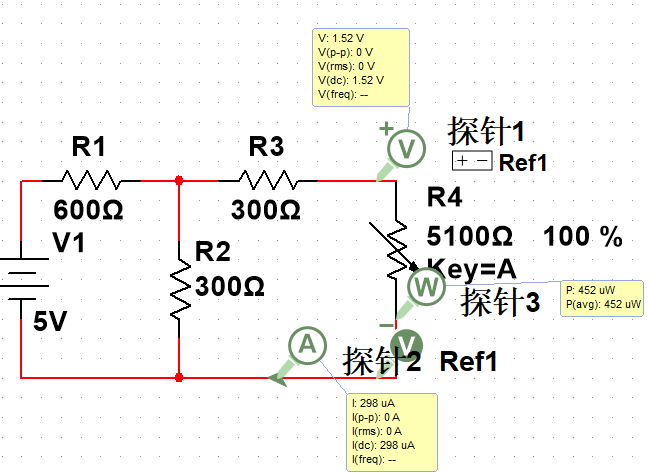 V: 1.52 V
V(p-p): 0 V
V(rms): 0 V
V(dc): 1.52 V
V(freq): --
+
V
探针1
+ - Ref1
R1
R3
600Ω
300Ω
R4
5100Ω 100 %
Key=A
V1
R2
300Ω
5V
W
探针3
P: 452 uW
P(avg): 452 uW
A
探针2
V
Ref1
I: 298 uA
I(p-p): 0 A
I(rms): 0 A
I(dc): 298 uA
I(freq): --